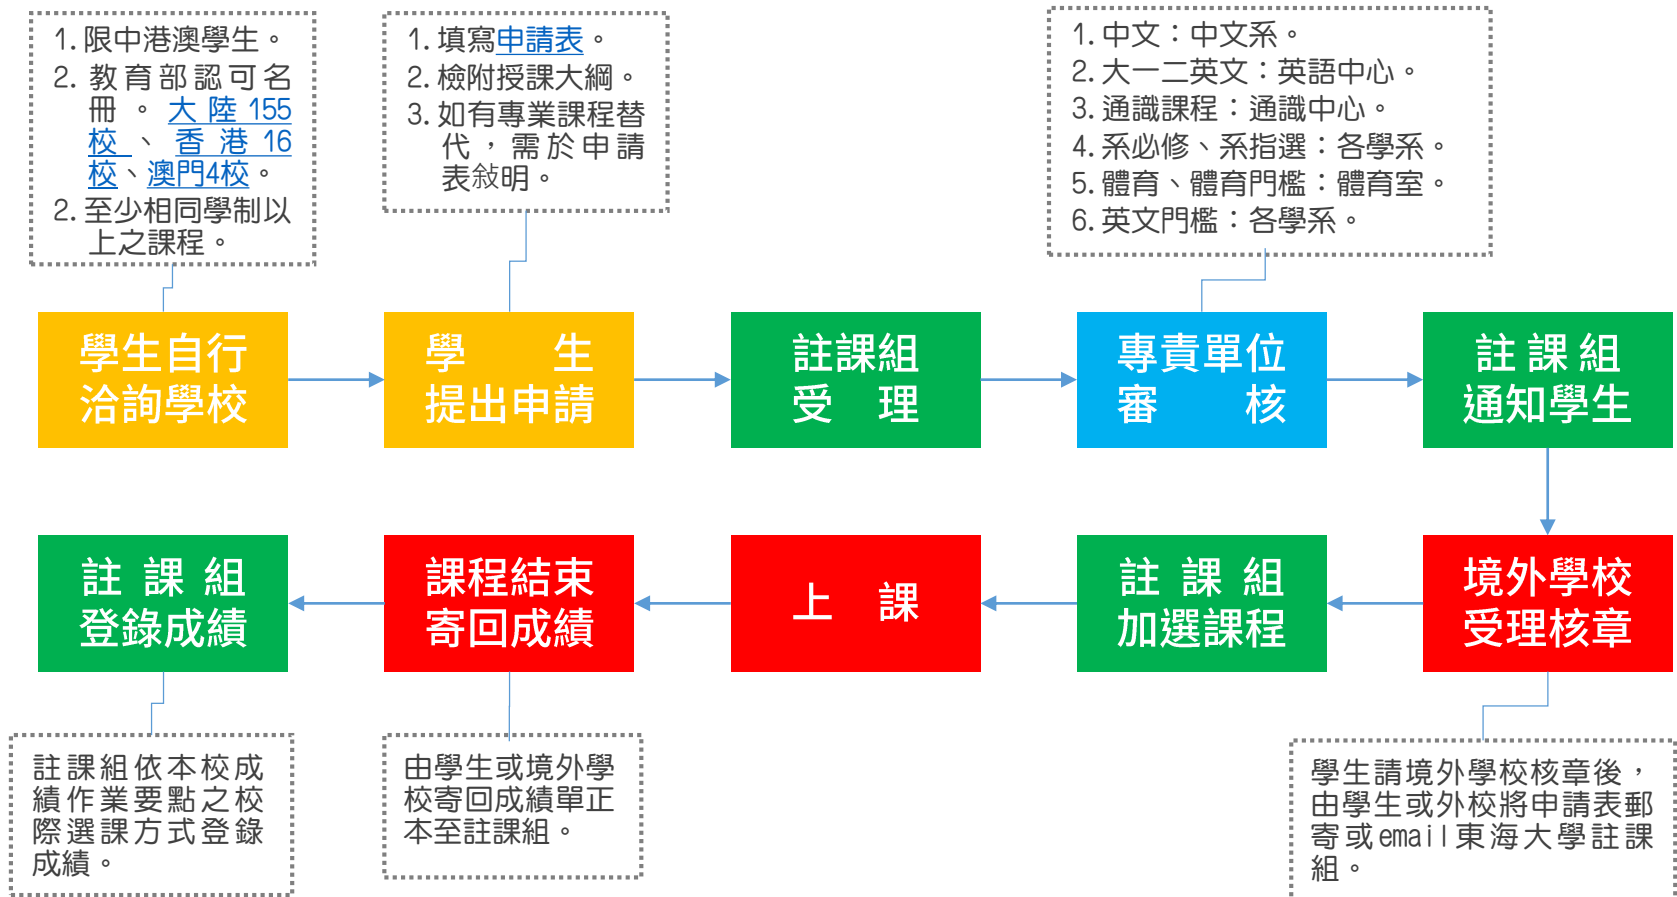 1. 限中港澳學生。
2. 教育部認可名
冊。大陸155
校、香港16
校、澳門4校。
2. 至少相同學制以
上之課程。
1. 填寫申請表。
2. 檢附授課大綱。
3. 如有專業課程替
代，需於申請
表敘明。
1. 中文：中文系。
2. 大一二英文：英語中心。
3. 通識課程：通識中心。
4. 系必修、系指選：各學系。
5. 體育、體育門檻：體育室。
6. 英文門檻：各學系。
學生自行
洽詢學校
學生
提出申請
註課組
受理
專責單位
審核
註課組
通知學生
境外學校
受理核章
註課組
加選課程
上課
課程結束
寄回成績
註課組
登錄成績
註課組依本校成
績作業要點之校
際選課方式登錄
成績。
由學生或境外學
校寄回成績單正
本至註課組。
學生請境外學校核章後，
由學生或外校將申請表郵
寄或email東海大學註課
組。